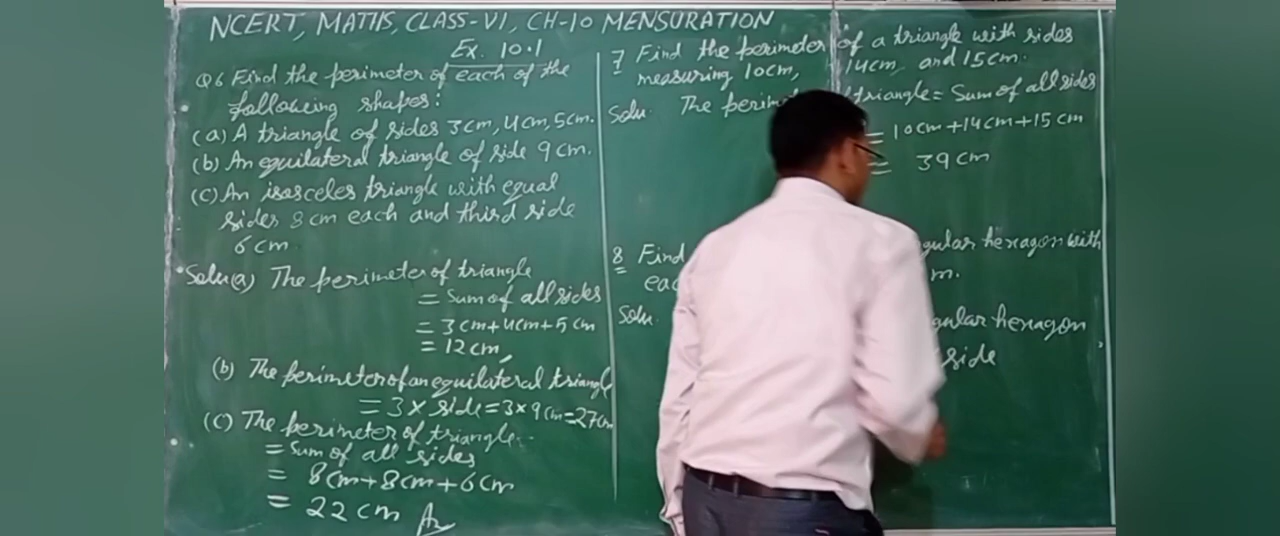 NCERT, MATHS, CLASS-VI, CH-10 MENSURATION
Ex. 10.1
Q6 Find the perimeter of each of the
following shapes:
(a) A triangle of sides 3cm, 4cm, 5cm.
(b) An equilateral triangle of side 9cm.
(c) An isosceles triangle with equal
sides 8cm each and third side
6cm.
Soln.(a) The perimeter of triangle
= Sum of all sides
= 3cm+4cm+5cm
= 12cm,
(b) The perimeter of an equilateral triangle
= 3 × side = 3×9cm=27cm
(c) The perimeter of triangle
= Sum of all sides
= 8cm+8cm+6cm
= 22cm
7 Find the perimeter of a triangle with sides
measuring 10cm, 14cm and 15cm.
Soln. The perim triangle = Sum of all sides
= 10cm+14cm+15cm
= 39cm
8 Find gular hexagon with
eac m.
Soln. gular hexagon
side